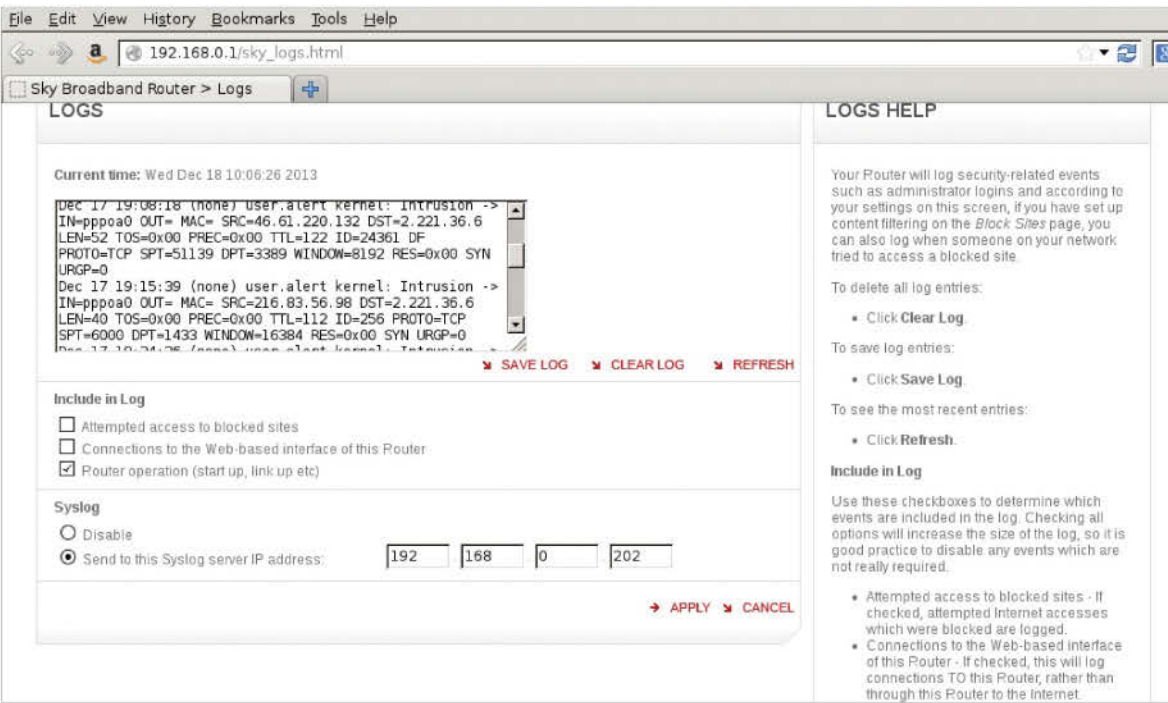 File Edit View History Bookmarks Tools Help
192.168.0.1/sky_logs.html
Sky Broadband Router > Logs
LOGS
Current time: Wed Dec 18 10:06:26 2013
Dec 17 19:08:18 (none) user.alert kernel: Intrusion ->
IN=pppoa0 OUT= MAC= SRC=46.61.220.132 DST=2.221.36.6
LEN=52 TOS=0x00 PREC=0x00 TTL=122 ID=24361 DF
PROTO=TCP SPT=51139 DPT=3389 WINDOW=8192 RES=0x00 SYN
URGP=0
Dec 17 19:15:39 (none) user.alert kernel: Intrusion ->
IN=pppoa0 OUT= MAC= SRC=216.83.56.98 DST=2.221.36.6
LEN=40 TOS=0x00 PREC=0x00 TTL=112 ID=256 PROTO=TCP
SPT=6000 DPT=1433 WINDOW=16384 RES=0x00 SYN URGP=0
SAVE LOG CLEAR LOG REFRESH
Include in Log
Attempted access to blocked sites
Connections to the Web-based interface of this Router
Router operation (start up, link up etc)
Syslog
Disable
Send to this Syslog server IP address: 192 168 0 202
APPLY CANCEL
LOGS HELP
Your Router will log security-related events
such as administrator logins and according to
your settings on this screen, if you have set up
content filtering on the Block Sites page, you
can also log when someone on your network
tried to access a blocked site.
To delete all log entries:
• Click Clear Log.
To save log entries:
• Click Save Log.
To see the most recent entries:
• Click Refresh.
Include in Log
Use these checkboxes to determine which
events are included in the log. Checking all
options will increase the size of the log, so it is
good practice to disable any events which are
not really required.
• Attempted access to blocked sites - If
checked, attempted Internet accesses
which were blocked are logged.
• Connections to the Web-based interface
of this Router - If checked, this will log
connections TO this Router, rather than
through this Router to the Internet.